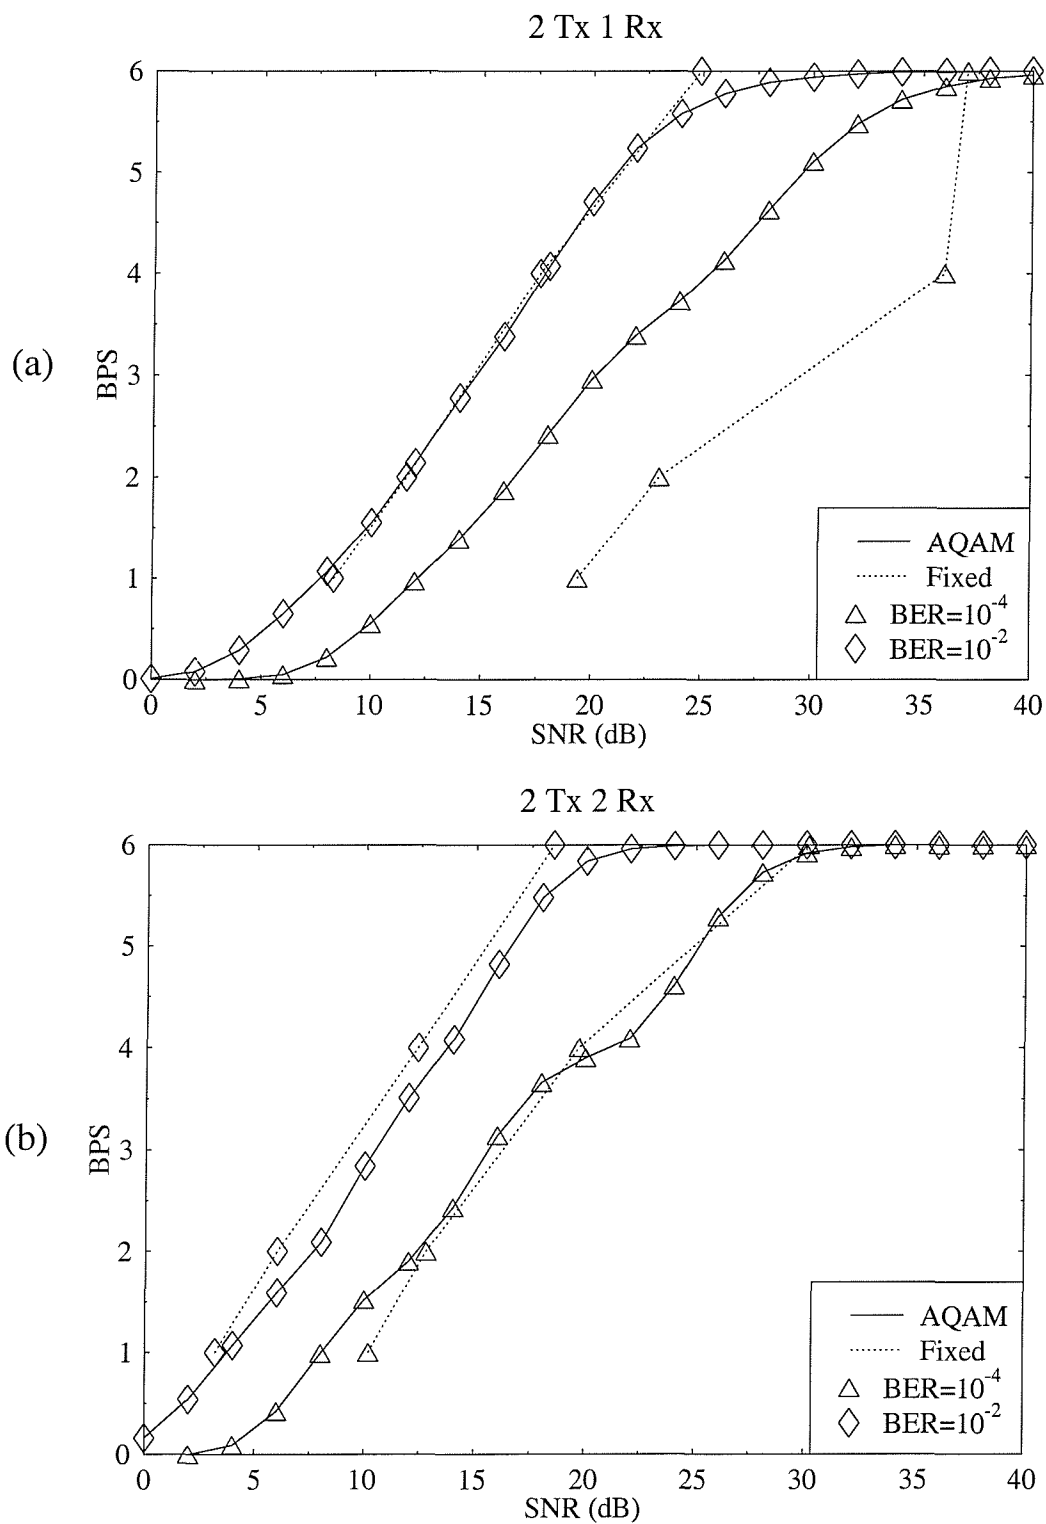 2 Tx 1 Rx
6
5
4
3
2
1
0
BPS
(a)
AQAM
Fixed
BER=10^-4
BER=10^-2
0 5 10 15 20 25 30 35 40
SNR (dB)
2 Tx 2 Rx
6
5
4
3
2
1
0
BPS
(b)
AQAM
Fixed
BER=10^-4
BER=10^-2
0 5 10 15 20 25 30 35 40
SNR (dB)